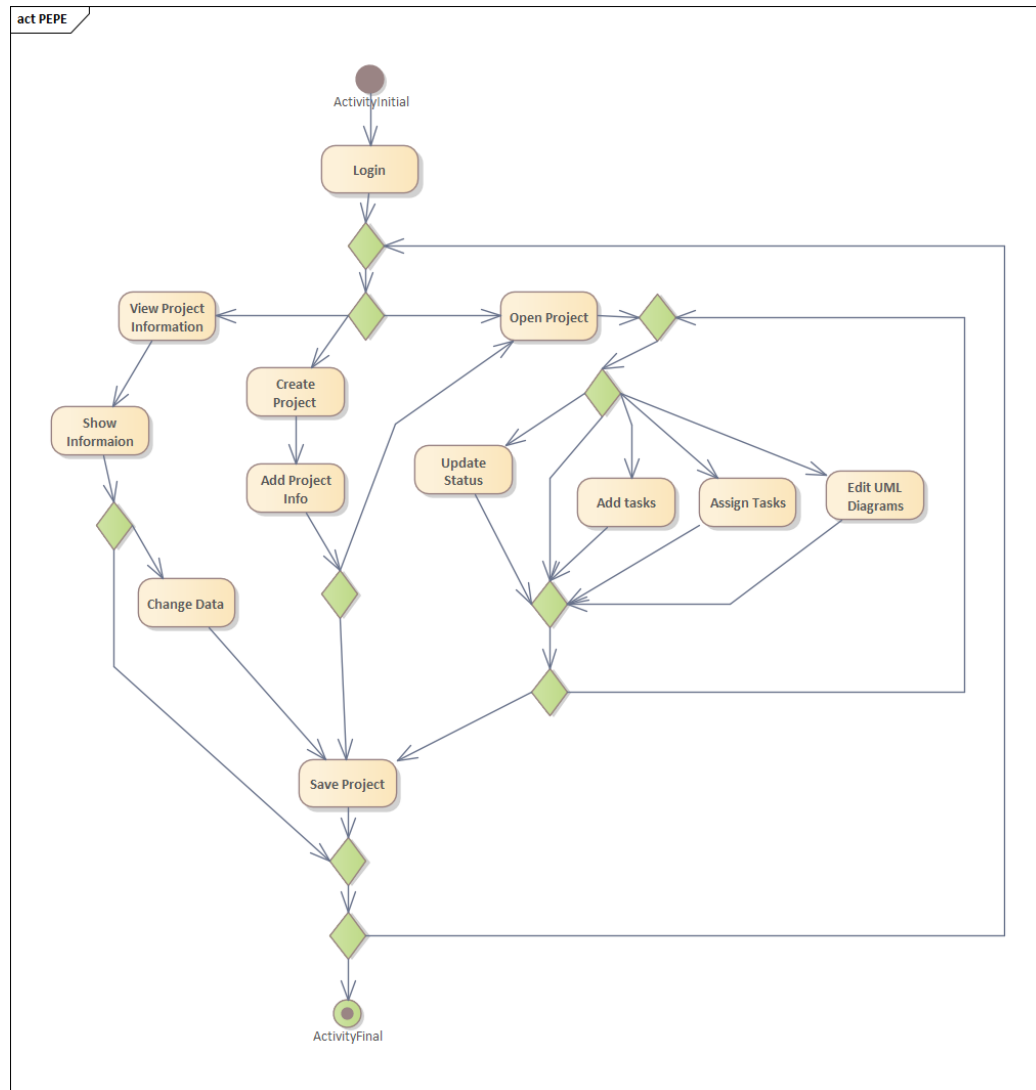 act PEPE
ActivityInitial
Login
View Project
Information
Open Project
Create
Project
Show
Informaion
Update
Status
Add Project
Info
Add tasks
Assign Tasks
Edit UML
Diagrams
Change Data
Save Project
ActivityFinal